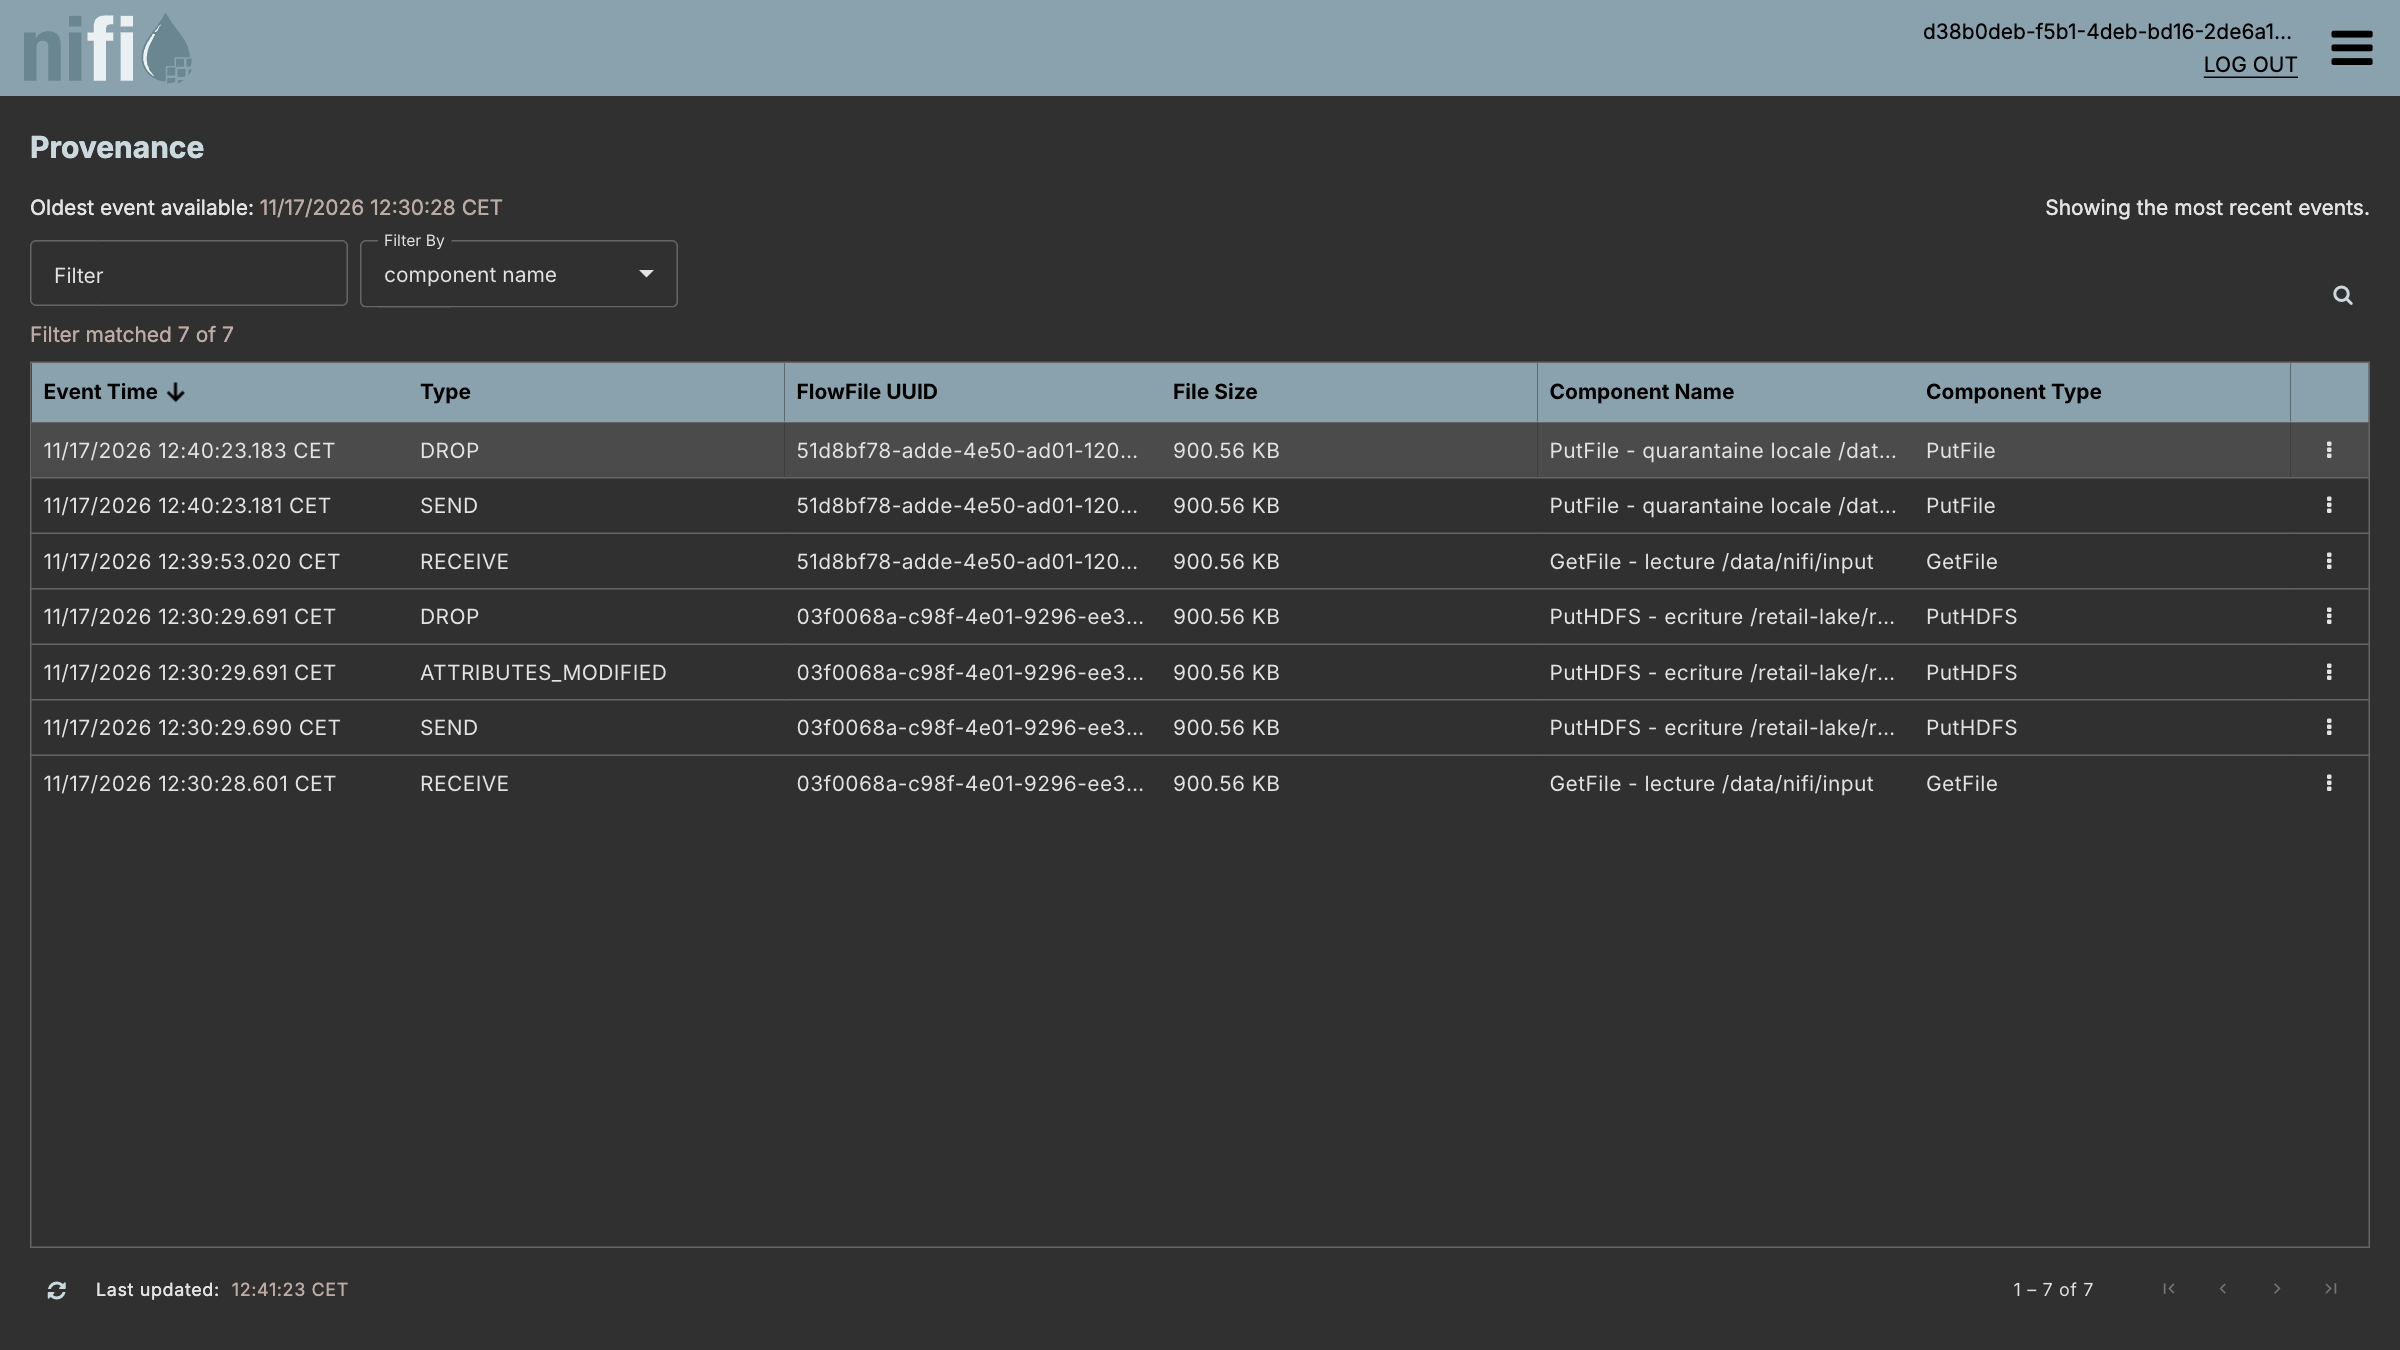 nifi
d38b0deb-f5b1-4deb-bd16-2de6a1...
LOG OUT
Provenance
Oldest event available: 11/17/2026 12:30:28 CET
Showing the most recent events.
Filter
Filter By
component name
Filter matched 7 of 7
Event Time Type FlowFile UUID File Size Component Name Component Type
11/17/2026 12:40:23.183 CET DROP 51d8bf78-adde-4e50-ad01-120... 900.56 KB PutFile - quarantaine locale /dat... PutFile
11/17/2026 12:40:23.181 CET SEND 51d8bf78-adde-4e50-ad01-120... 900.56 KB PutFile - quarantaine locale /dat... PutFile
11/17/2026 12:39:53.020 CET RECEIVE 51d8bf78-adde-4e50-ad01-120... 900.56 KB GetFile - lecture /data/nifi/input GetFile
11/17/2026 12:30:29.691 CET DROP 03f0068a-c98f-4e01-9296-ee3... 900.56 KB PutHDFS - ecriture /retail-lake/r... PutHDFS
11/17/2026 12:30:29.691 CET ATTRIBUTES_MODIFIED 03f0068a-c98f-4e01-9296-ee3... 900.56 KB PutHDFS - ecriture /retail-lake/r... PutHDFS
11/17/2026 12:30:29.690 CET SEND 03f0068a-c98f-4e01-9296-ee3... 900.56 KB PutHDFS - ecriture /retail-lake/r... PutHDFS
11/17/2026 12:30:28.601 CET RECEIVE 03f0068a-c98f-4e01-9296-ee3... 900.56 KB GetFile - lecture /data/nifi/input GetFile
Last updated: 12:41:23 CET
1 – 7 of 7